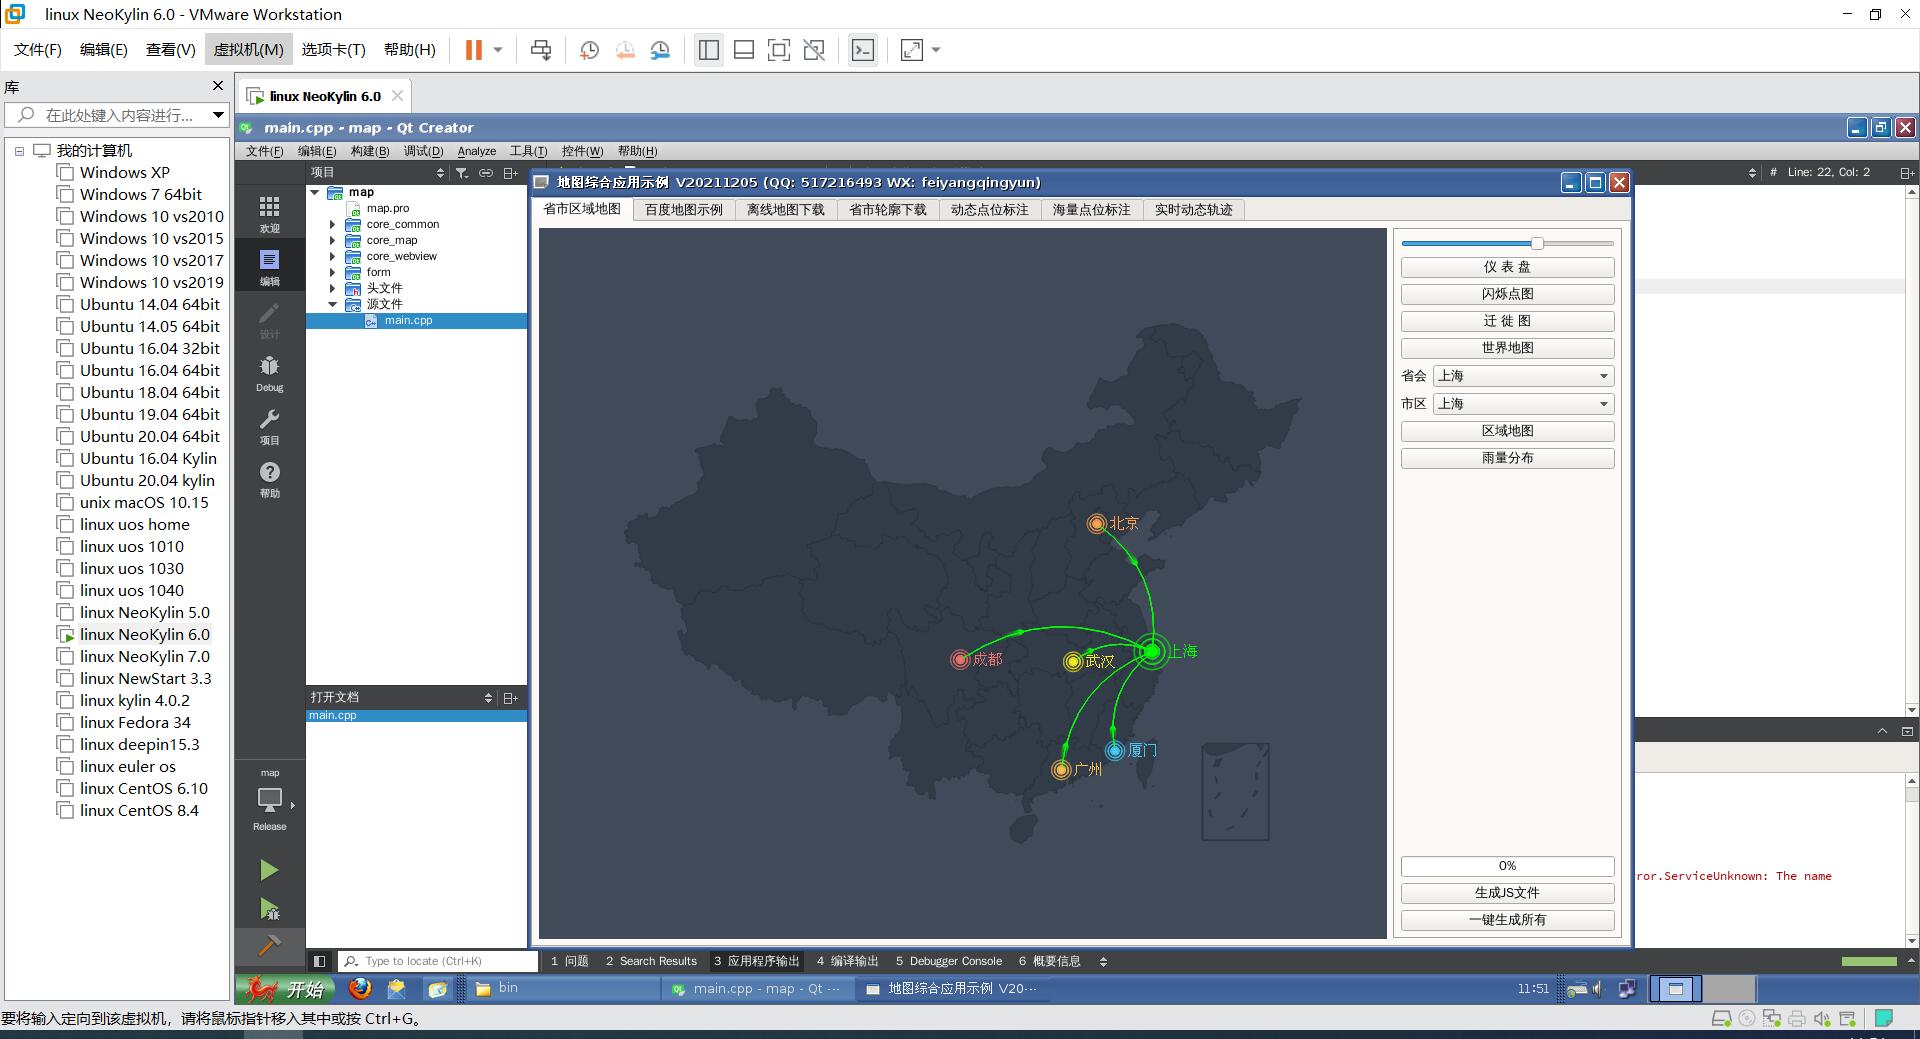 linux NeoKylin 6.0 - VMware Workstation
文件(F) 编辑(E) 查看(V) 虚拟机(M) 选项卡(T) 帮助(H)
库
在此处键入内容进行...
我的计算机
Windows XP
Windows 7 64bit
Windows 10 vs2010
Windows 10 vs2015
Windows 10 vs2017
Windows 10 vs2019
Ubuntu 14.04 64bit
Ubuntu 14.05 64bit
Ubuntu 16.04 32bit
Ubuntu 16.04 64bit
Ubuntu 18.04 64bit
Ubuntu 19.04 64bit
Ubuntu 20.04 64bit
Ubuntu 16.04 Kylin
Ubuntu 20.04 kylin
unix macOS 10.15
linux uos home
linux uos 1010
linux uos 1030
linux uos 1040
linux NeoKylin 5.0
linux NeoKylin 6.0
linux NeoKylin 7.0
linux NewStart 3.3
linux kylin 4.0.2
linux Fedora 34
linux deepin15.3
linux euler os
linux CentOS 6.10
linux CentOS 8.4
linux NeoKylin 6.0
main.cpp - map - Qt Creator
文件(F) 编辑(E) 构建(B) 调试(D) Analyze 工具(T) 控件(W) 帮助(H)
欢迎
编辑
设计
Debug
项目
帮助
map
Release
项目
map
map.pro
core_common
core_map
core_webview
form
头文件
源文件
main.cpp
打开文档
main.cpp
# Line: 22, Col: 2
地图综合应用示例 V20211205 (QQ: 517216493 WX: feiyangqingyun)
省市区域地图 百度地图示例 离线地图下载 省市轮廓下载 动态点位标注 海量点位标注 实时动态轨迹
北京
上海
成都
武汉
厦门
广州
仪 表 盘
闪烁点图
迁 徙 图
世界地图
省会 上海
市区 上海
区域地图
雨量分布
0%
生成JS文件
一键生成所有
ror.ServiceUnknown: The name
Type to locate (Ctrl+K) 1 问题 2 Search Results 3 应用程序输出 4 编译输出 5 Debugger Console 6 概要信息
开始 bin main.cpp - map - Qt ··· 地图综合应用示例 V20··· 11:51
要将输入定向到该虚拟机，请将鼠标指针移入其中或按 Ctrl+G。